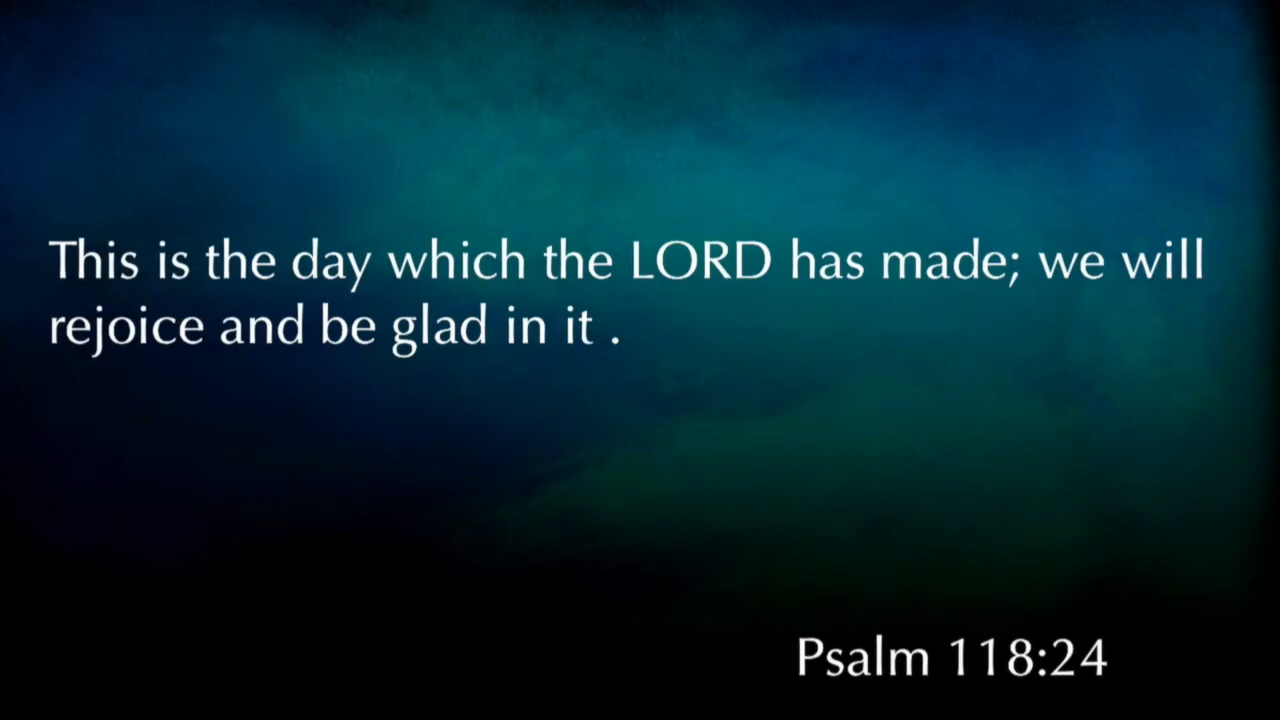 This is the day which the LORD has made; we will
rejoice and be glad in it .
Psalm 118:24